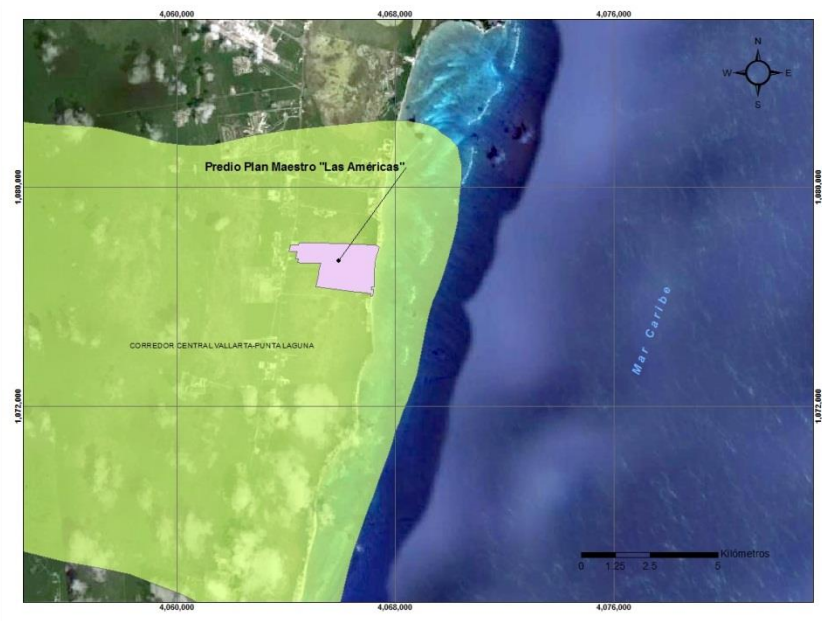 4,060,000
4,068,000
4,076,000
N
W
E
S
Predio Plan Maestro "Las Américas"
1,080,000
1,080,000
CORREDOR CENTRAL VALLARTA-PUNTA LAGUNA
Mar Caribe
1,072,000
1,072,000
Kilómetros
0 1.25 2.5 5
4,060,000
4,068,000
4,076,000